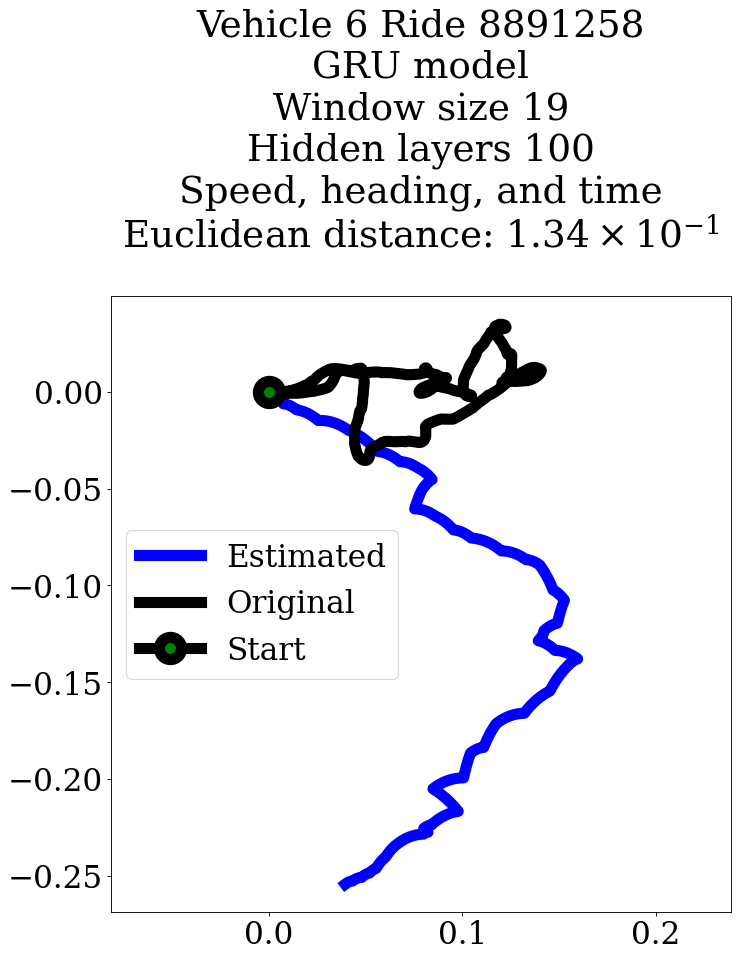 Vehicle 6 Ride 8891258
GRU model
Window size 19
Hidden layers 100
Speed, heading, and time
Euclidean distance: 1.34 × 10⁻¹
0.00
−0.05
−0.10
−0.15
−0.20
−0.25
Estimated
Original
Start
0.0 0.1 0.2